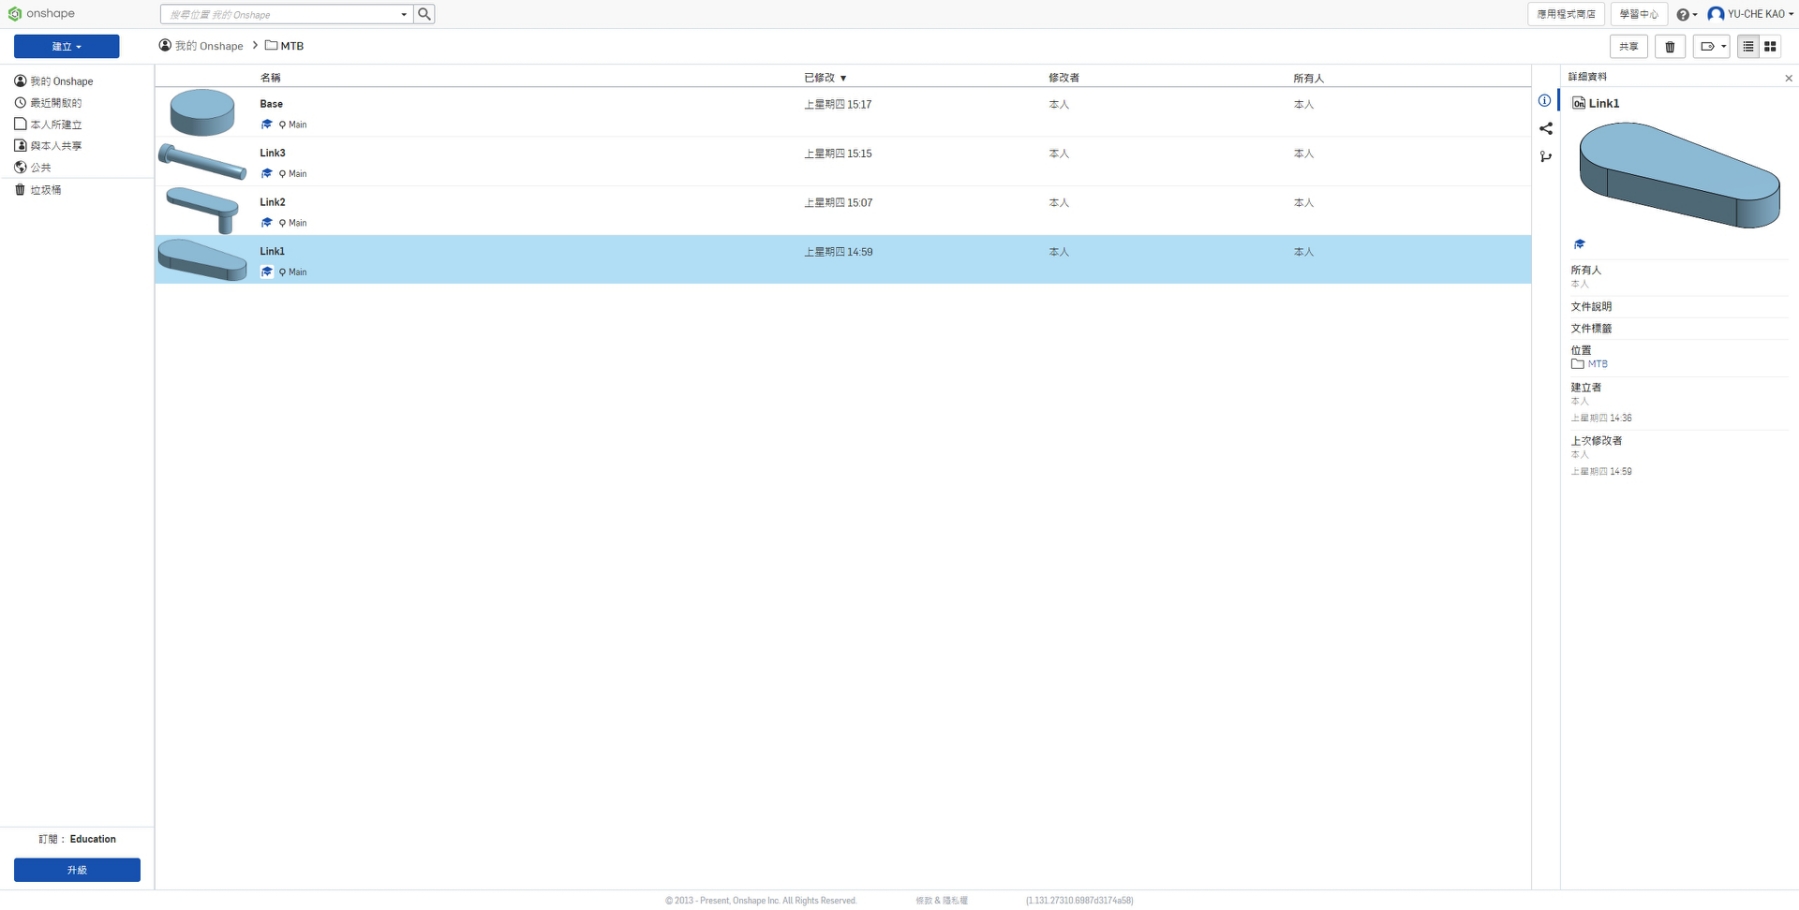 onshape
搜尋位置 我的 Onshape
應用程式商店
學習中心
YU-CHE KAO
建立
我的 Onshape
MTB
共享
我的 Onshape
最近開啟的
本人所建立
與本人共享
公共
垃圾桶
名稱
已修改 ▼
修改者
所有人
Base
Main
上星期四 15:17
本人
本人
Link3
Main
上星期四 15:15
本人
本人
Link2
Main
上星期四 15:07
本人
本人
Link1
Main
上星期四 14:59
本人
本人
詳細資料
Link1
所有人
本人
文件說明
文件標籤
位置
MTB
建立者
本人
上星期四 14:36
上次修改者
本人
上星期四 14:59
訂閱： Education
升級
© 2013 - Present, Onshape Inc. All Rights Reserved.
條款 & 隱私權
(1.131.27310.6987d3174a58)